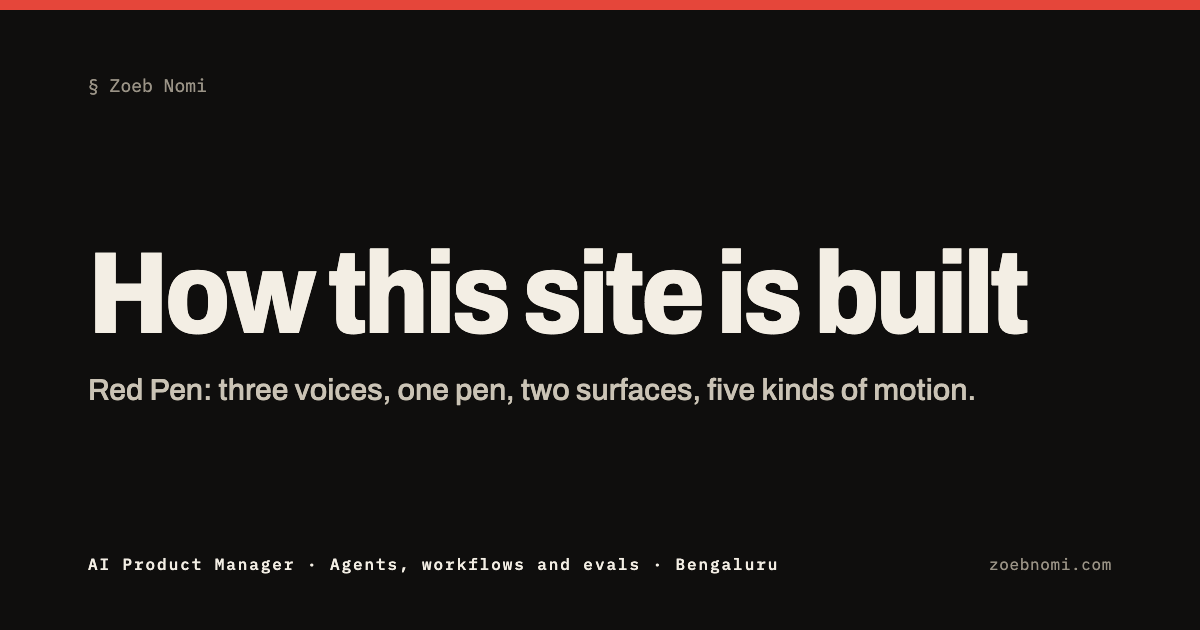 § Zoeb Nomi
How this site is built
Red Pen: three voices, one pen, two surfaces, five kinds of motion.
AI Product Manager · Agents, workflows and evals · Bengaluru
zoebnomi.com